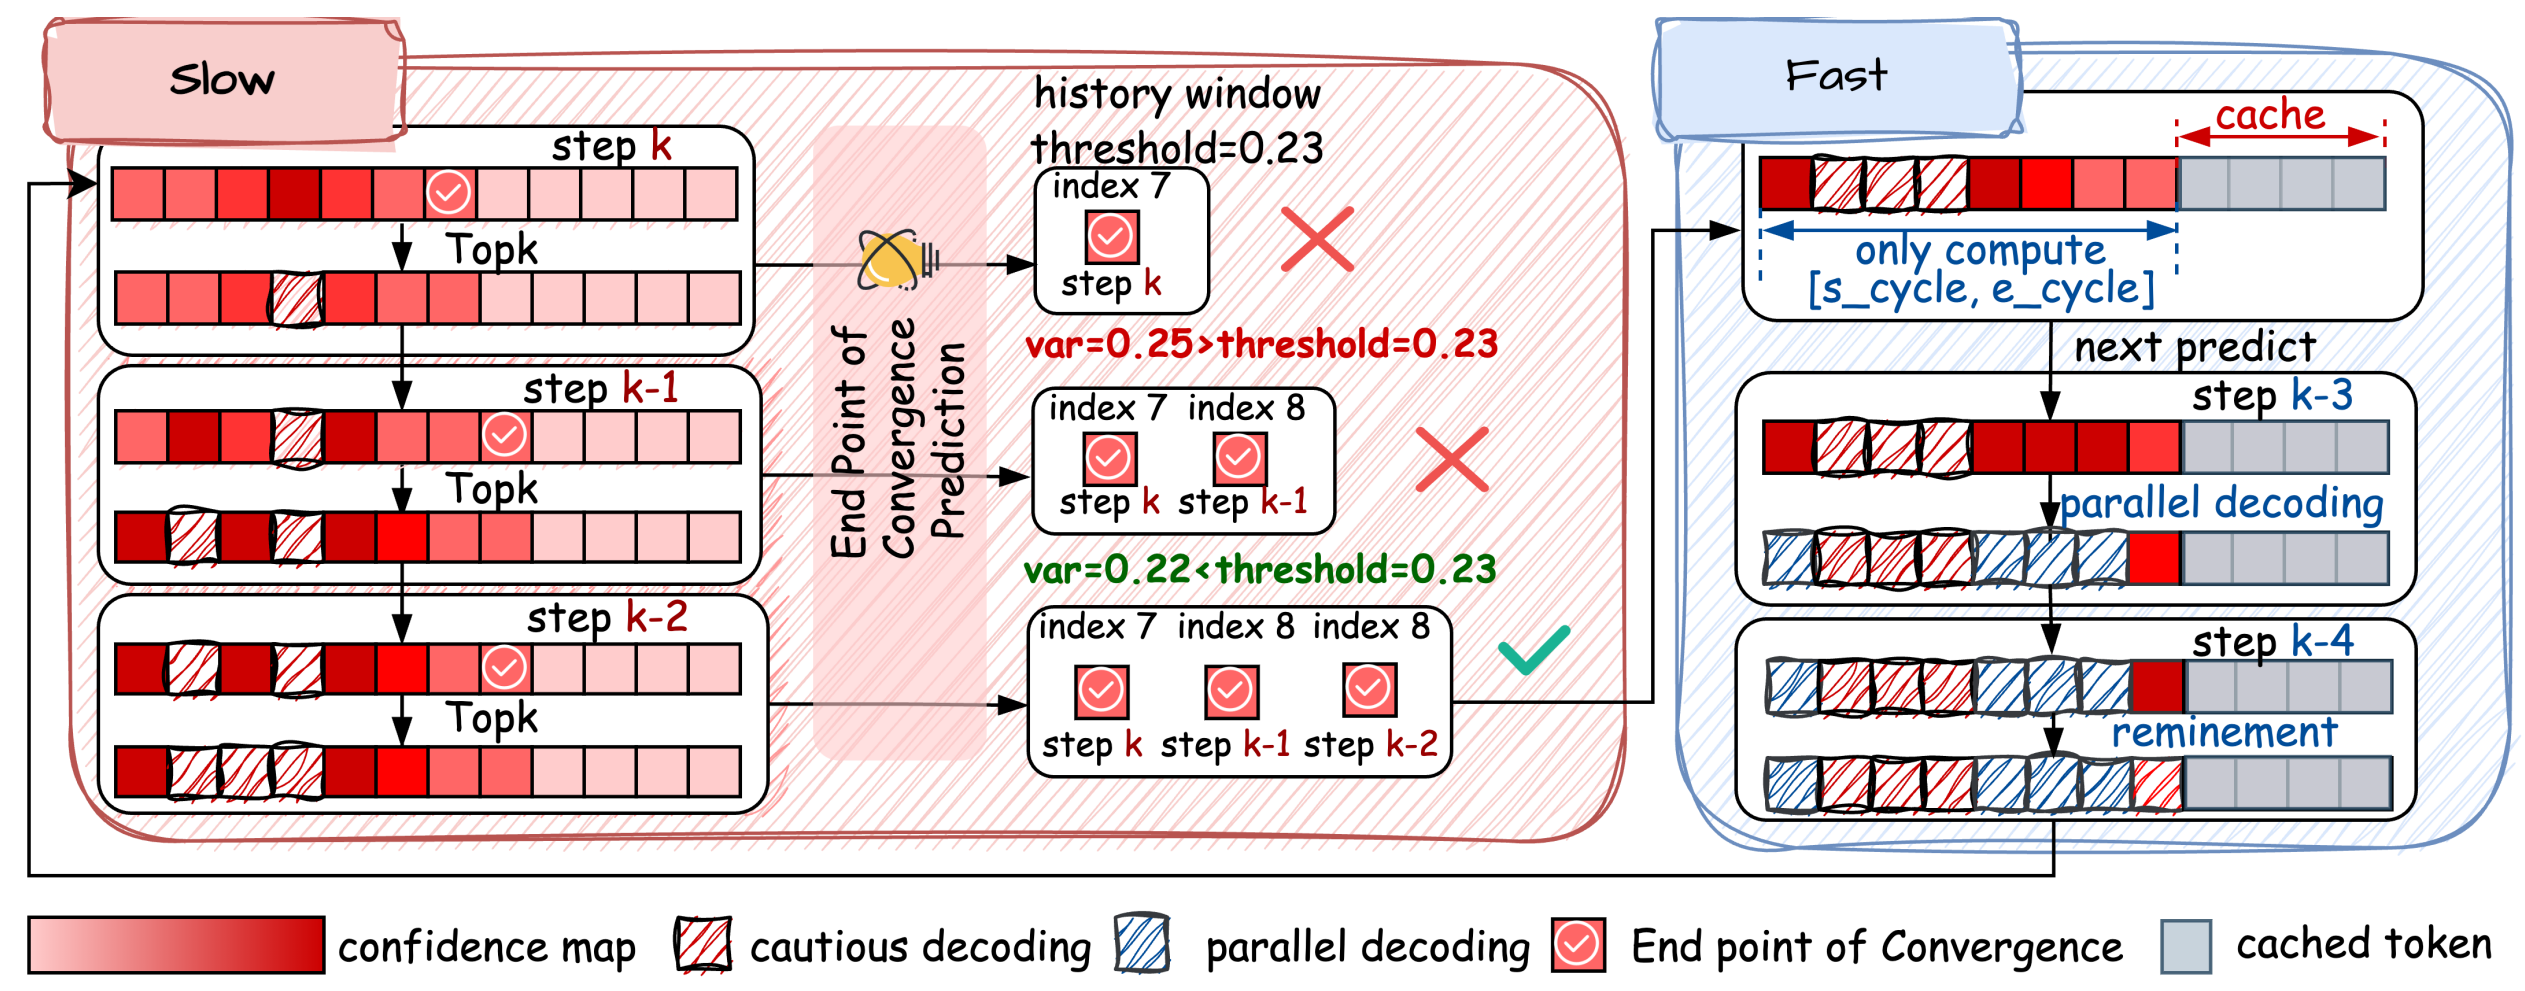 Slow
step k
Topk
step k-1
Topk
step k-2
Topk
End Point of
Convergence
Prediction
history window
threshold=0.23
index 7
step k
var=0.25>threshold=0.23
index 7 index 8
step k step k-1
var=0.22<threshold=0.23
index 7 index 8 index 8
step k step k-1 step k-2
Fast
cache
only compute
[s_cycle, e_cycle]
next predict
step k-3
parallel decoding
step k-4
reminement
confidence map
cautious decoding
parallel decoding
End point of Convergence
cached token